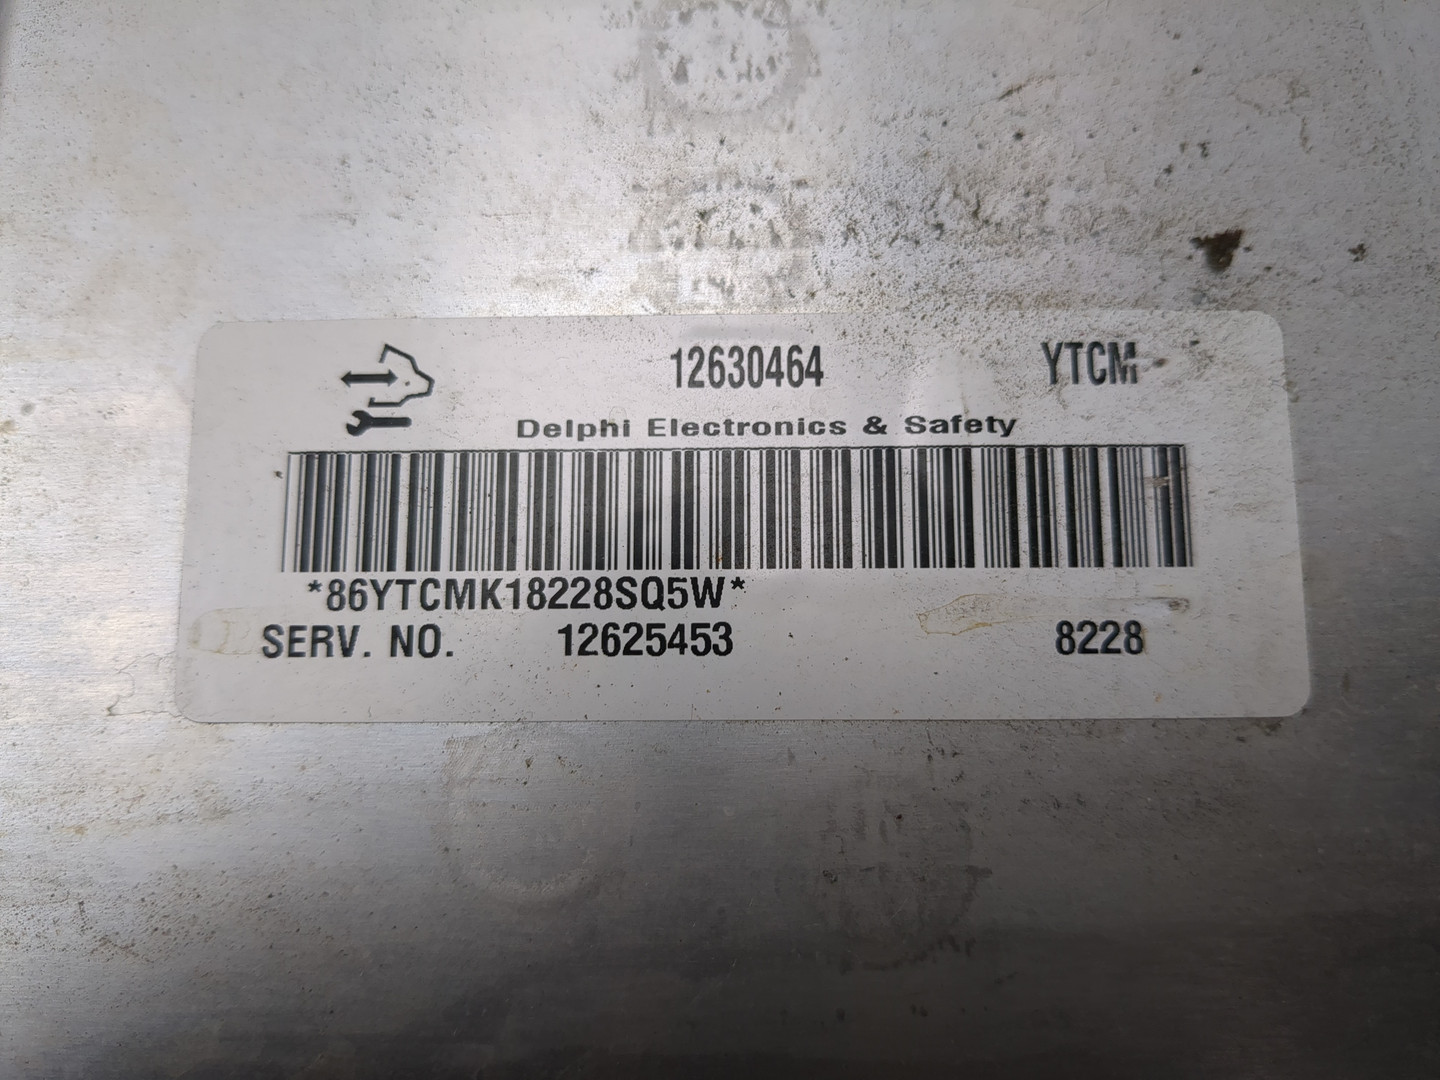 12630464 YTCM
Delphi Electronics & Safety
*86YTCMK18228SQ5W*
SERV. NO. 12625453 8228